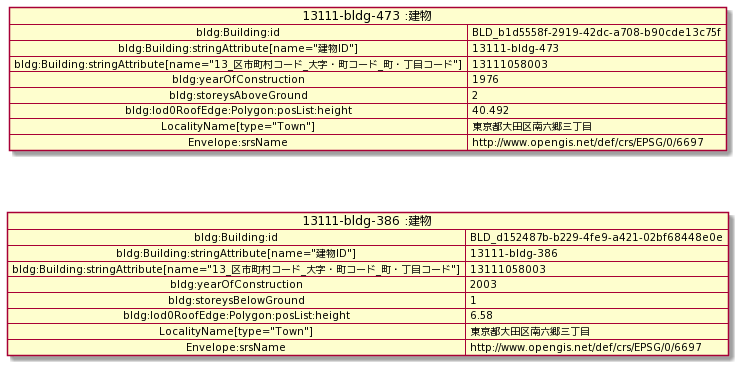 13111-bldg-473 :建物
bldg:Building:id BLD_b1d5558f-2919-42dc-a708-b90cde13c75f
bldg:Building:stringAttribute[name="建物ID"] 13111-bldg-473
bldg:Building:stringAttribute[name="13_区市町村コード_大字・町コード_町・丁目コード"] 13111058003
bldg:yearOfConstruction 1976
bldg:storeysAboveGround 2
bldg:lod0RoofEdge:Polygon:posList:height 40.492
LocalityName[type="Town"] 東京都大田区南六郷三丁目
Envelope:srsName http://www.opengis.net/def/crs/EPSG/0/6697
13111-bldg-386 :建物
bldg:Building:id BLD_d152487b-b229-4fe9-a421-02bf68448e0e
bldg:Building:stringAttribute[name="建物ID"] 13111-bldg-386
bldg:Building:stringAttribute[name="13_区市町村コード_大字・町コード_町・丁目コード"] 13111058003
bldg:yearOfConstruction 2003
bldg:storeysBelowGround 1
bldg:lod0RoofEdge:Polygon:posList:height 6.58
LocalityName[type="Town"] 東京都大田区南六郷三丁目
Envelope:srsName http://www.opengis.net/def/crs/EPSG/0/6697